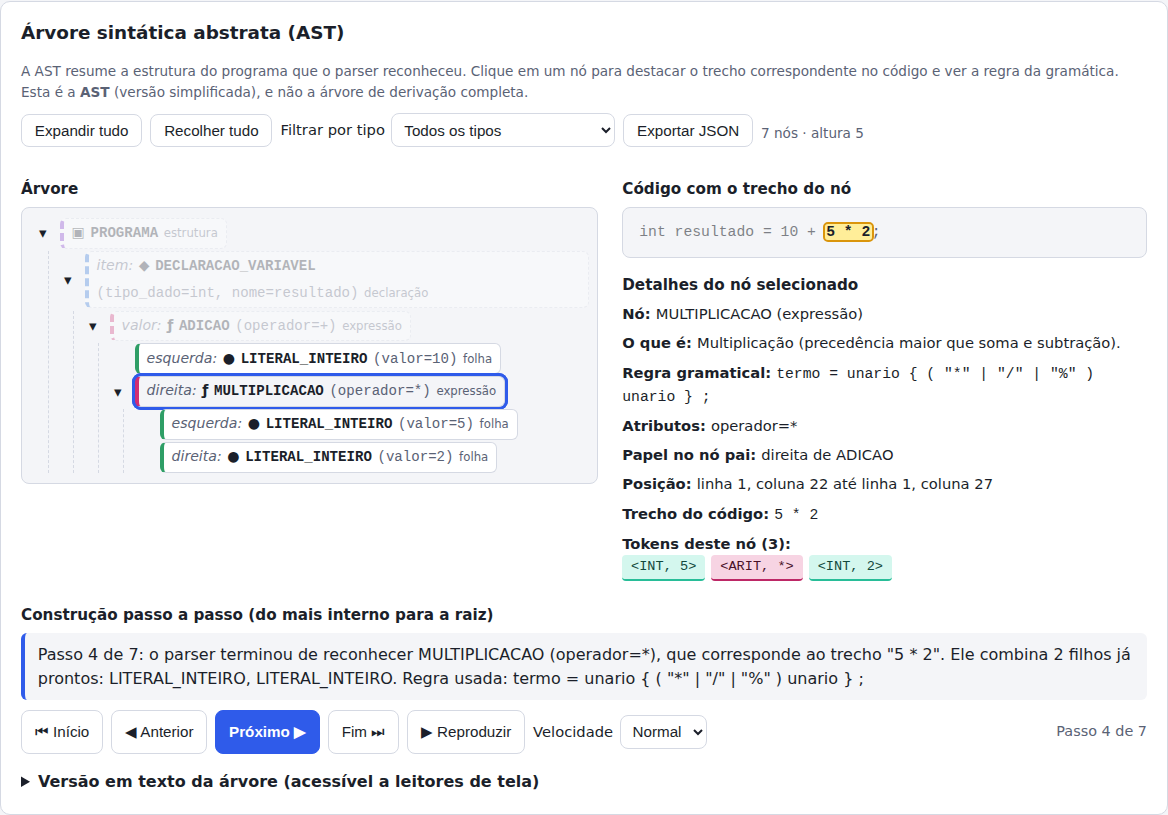 Árvore sintática abstrata (AST)
A AST resume a estrutura do programa que o parser reconheceu. Clique em um nó para destacar o trecho correspondente no código e ver a regra da gramática.
Esta é a AST (versão simplificada), e não a árvore de derivação completa.
Expandir tudo Recolher tudo Filtrar por tipo Todos os tipos Exportar JSON 7 nós · altura 5
Árvore
▼ ▣ PROGRAMA estrutura
▼ item: ◆ DECLARACAO_VARIAVEL
(tipo_dado=int, nome=resultado) declaração
▼ valor: ƒ ADICAO (operador=+) expressão
esquerda: ● LITERAL_INTEIRO (valor=10) folha
▼ direita: ƒ MULTIPLICACAO (operador=*) expressão
esquerda: ● LITERAL_INTEIRO (valor=5) folha
direita: ● LITERAL_INTEIRO (valor=2) folha
Código com o trecho do nó
int resultado = 10 + 5 * 2;
Detalhes do nó selecionado
Nó: MULTIPLICACAO (expressão)
O que é: Multiplicação (precedência maior que soma e subtração).
Regra gramatical: termo = unario { ( "*" | "/" | "%" )
unario } ;
Atributos: operador=*
Papel no nó pai: direita de ADICAO
Posição: linha 1, coluna 22 até linha 1, coluna 27
Trecho do código: 5 * 2
Tokens deste nó (3):
<INT, 5> <ARIT, *> <INT, 2>
Construção passo a passo (do mais interno para a raiz)
Passo 4 de 7: o parser terminou de reconhecer MULTIPLICACAO (operador=*), que corresponde ao trecho "5 * 2". Ele combina 2 filhos já
prontos: LITERAL_INTEIRO, LITERAL_INTEIRO. Regra usada: termo = unario { ( "*" | "/" | "%" ) unario } ;
⏮ Início ◀ Anterior Próximo ▶ Fim ⏭ ▶ Reproduzir Velocidade Normal Passo 4 de 7
▶ Versão em texto da árvore (acessível a leitores de tela)